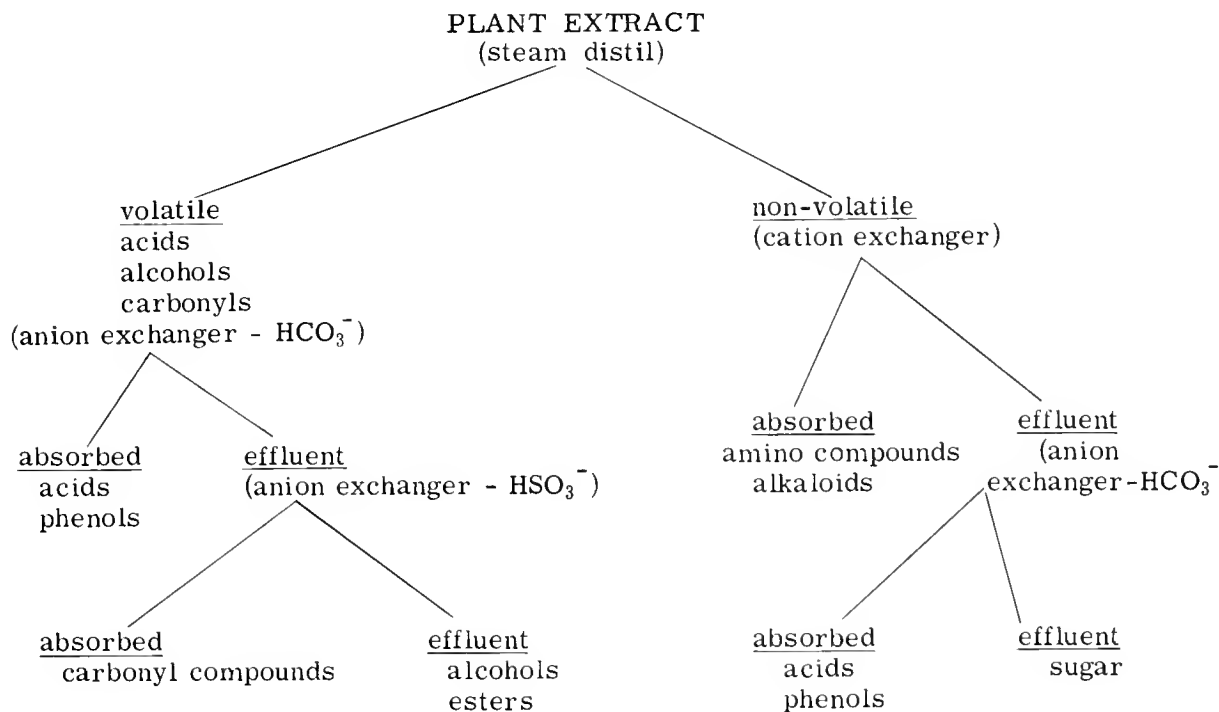 PLANT EXTRACT
(steam distil)
volatile
acids
alcohols
carbonyls
(anion exchanger - HCO₃⁻)
non-volatile
(cation exchanger)
absorbed
acids
phenols
effluent
(anion exchanger - HSO₃⁻)
absorbed
amino compounds
alkaloids
effluent
(anion
exchanger-HCO₃⁻
absorbed
carbonyl compounds
effluent
alcohols
esters
absorbed
acids
phenols
effluent
sugar